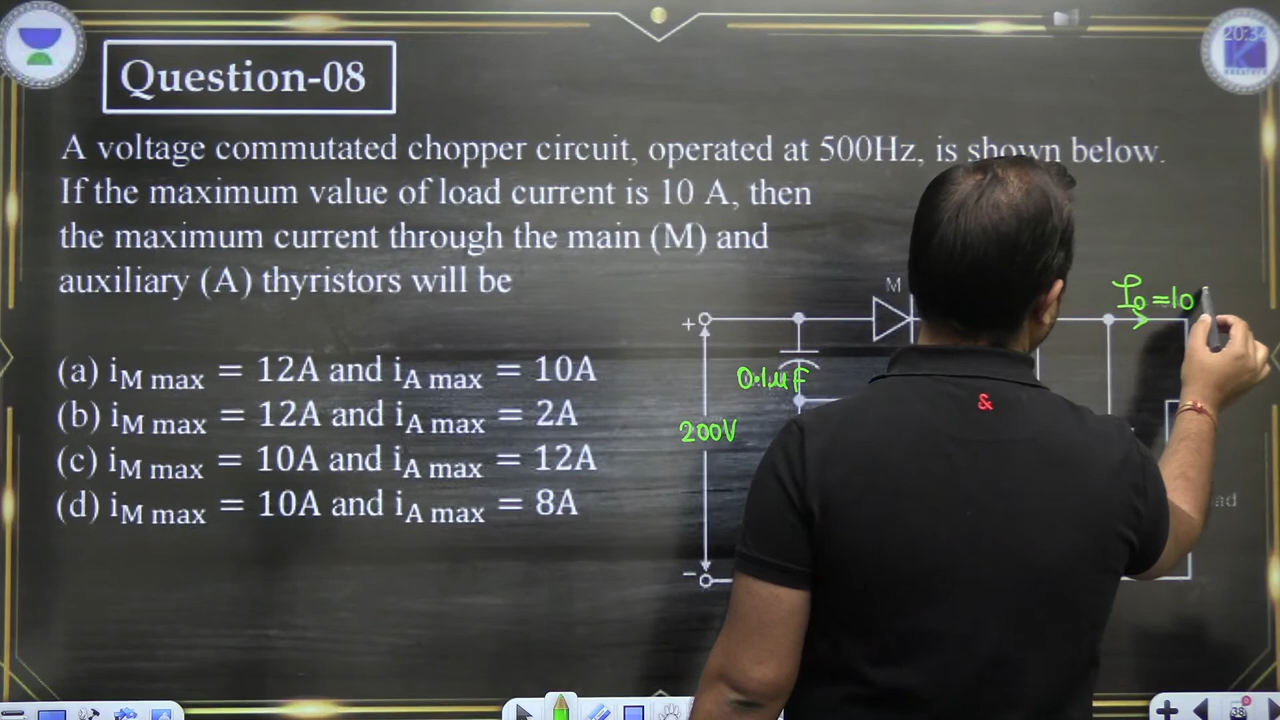 Question-08
20:34
A voltage commutated chopper circuit, operated at 500Hz, is shown below.
If the maximum value of load current is 10 A, then
the maximum current through the main (M) and
auxiliary (A) thyristors will be
(a) iM max = 12A and iA max = 10A
(b) iM max = 12A and iA max = 2A
(c) iM max = 10A and iA max = 12A
(d) iM max = 10A and iA max = 8A
M
I0 = 10
+
0.1μF
&
200V
−
38